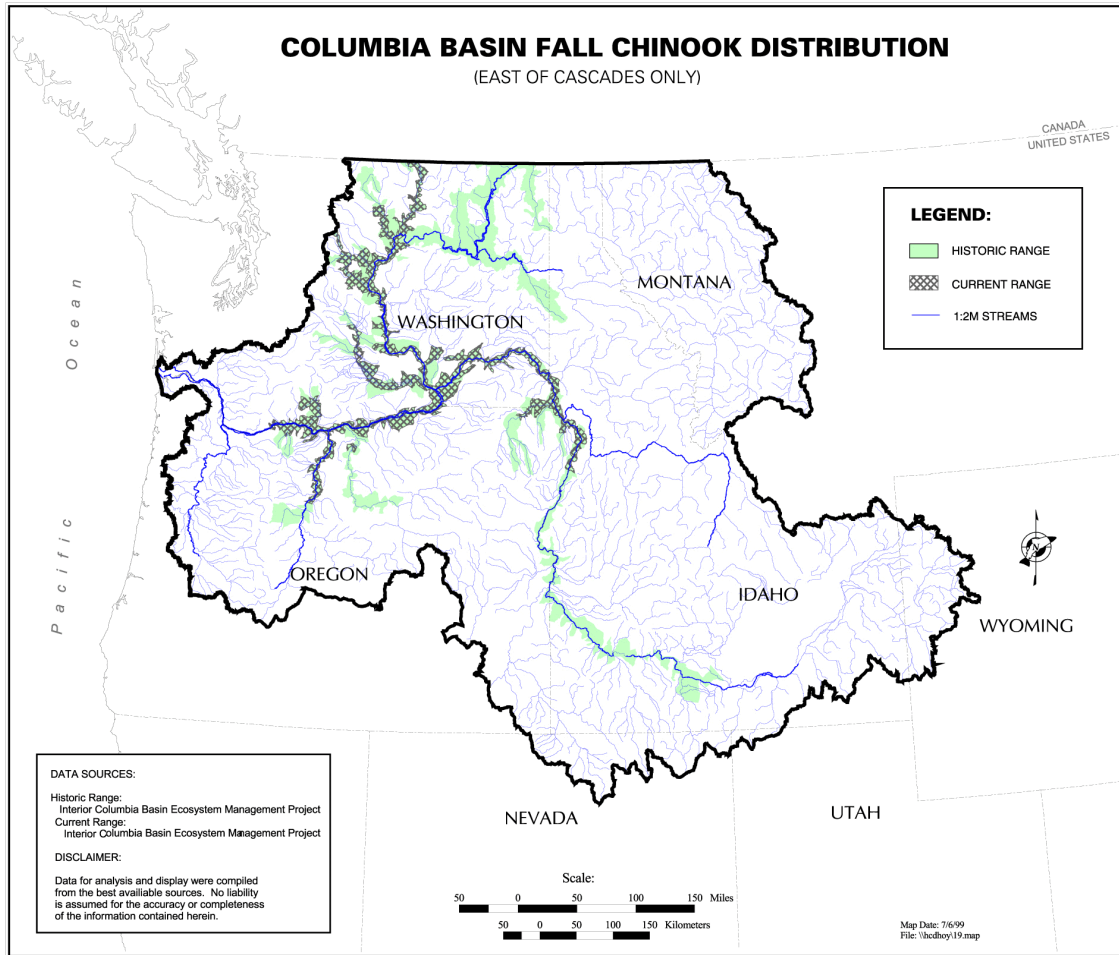 COLUMBIA BASIN FALL CHINOOK DISTRIBUTION
(EAST OF CASCADES ONLY)
CANADA
UNITED STATES
LEGEND:
HISTORIC RANGE
CURRENT RANGE
1:2M STREAMS
MONTANA
WASHINGTON
Pacific Ocean
OREGON
IDAHO
N
WYOMING
NEVADA
UTAH
DATA SOURCES:
Historic Range:
Interior Columbia Basin Ecosystem Management Project
Current Range:
Interior Columbia Basin Ecosystem Management Project
DISCLAIMER:
Data for analysis and display were compiled
from the best availiable sources. No liability
is assumed for the accuracy or completeness
of the information contained herein.
Scale:
50 0 50 100 150 Miles
50 0 50 100 150 Kilometers
Map Date: 7/6/99
File: \\hcdhoy\19.map